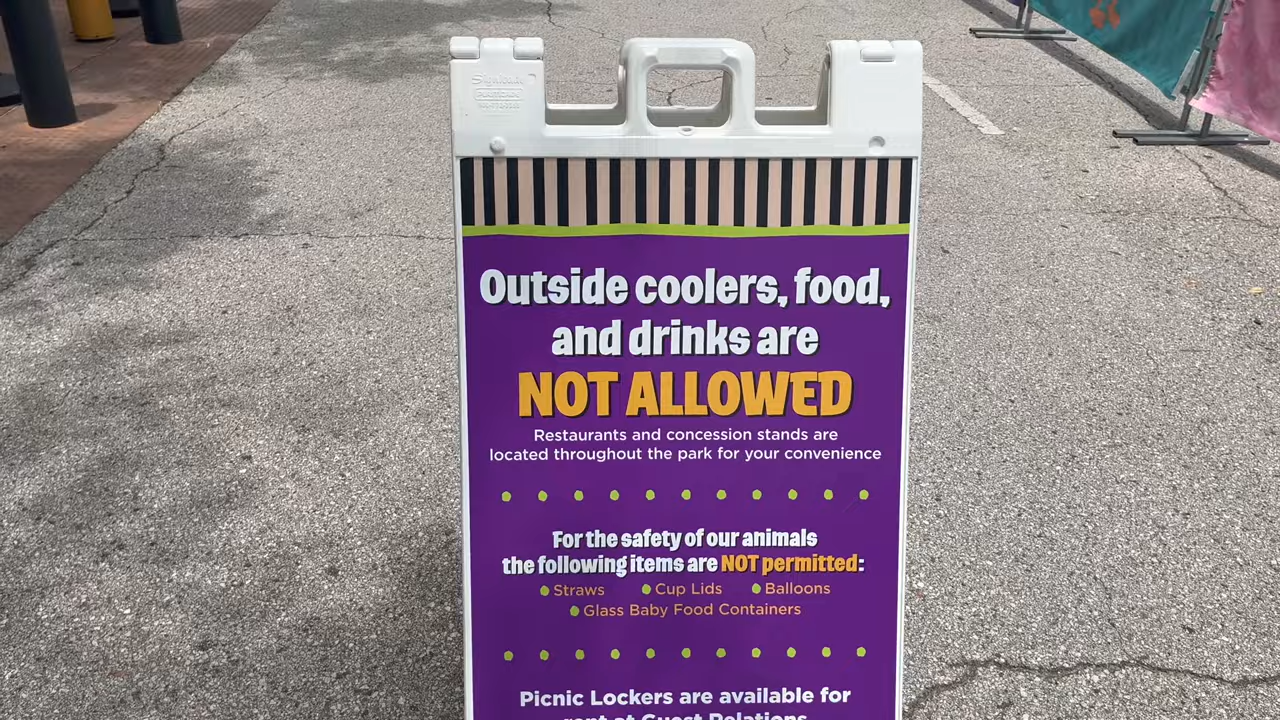 Outside coolers, food,
and drinks are
NOT ALLOWED
Restaurants and concession stands are
located throughout the park for your convenience
For the safety of our animals
the following items are NOT permitted:
Straws Cup Lids Balloons
Glass Baby Food Containers
Picnic Lockers are available for
rent at Guest Relations